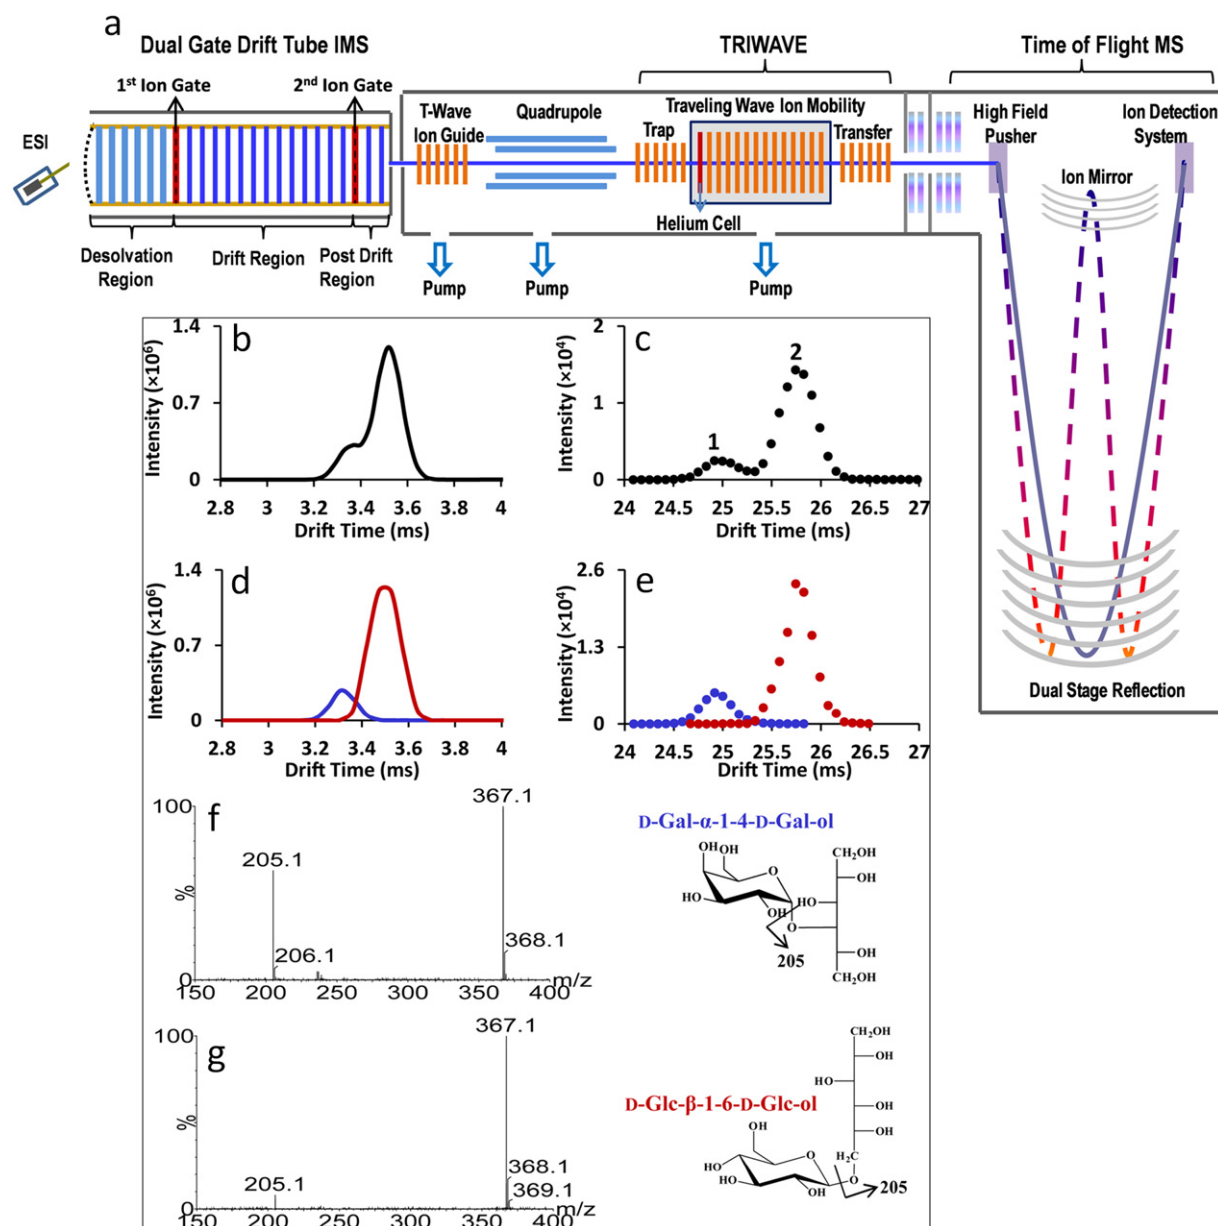 a
Dual Gate Drift Tube IMS
TRIWAVE
Time of Flight MS
1st Ion Gate
2nd Ion Gate
T-Wave
Ion Guide
Quadrupole
Traveling Wave Ion Mobility
Trap
Transfer
High Field
Pusher
Ion Detection
System
ESI
Ion Mirror
Helium Cell
Desolvation
Region
Drift Region
Post Drift
Region
Pump
Pump
Pump
Dual Stage Reflection
b
Intensity (×10⁶)
1.4
0.7
0
2.8 3 3.2 3.4 3.6 3.8 4
Drift Time (ms)
c
Intensity (×10⁴)
2
1
0
1
2
24 24.5 25 25.5 26 26.5 27
Drift Time (ms)
d
Intensity (×10⁶)
1.4
0.7
0
2.8 3 3.2 3.4 3.6 3.8 4
Drift Time (ms)
e
Intensity (×10⁴)
2.6
1.3
0
24 24.5 25 25.5 26 26.5 27
Drift Time (ms)
f
100
%
0
367.1
205.1
206.1
368.1
150 200 250 300 350 400 m/z
D-Gal-α-1-4-D-Gal-ol
OH
OH
O
HO
OH
O
CH₂OH
OH
HO
OH
OH
CH₂OH
205
g
100
%
0
367.1
205.1
368.1
369.1
150 200 250 300 350 400 m/z
D-Glc-β-1-6-D-Glc-ol
CH₂OH
OH
HO
OH
OH
H₂C
OH
O
HO
HO
OH
O
205